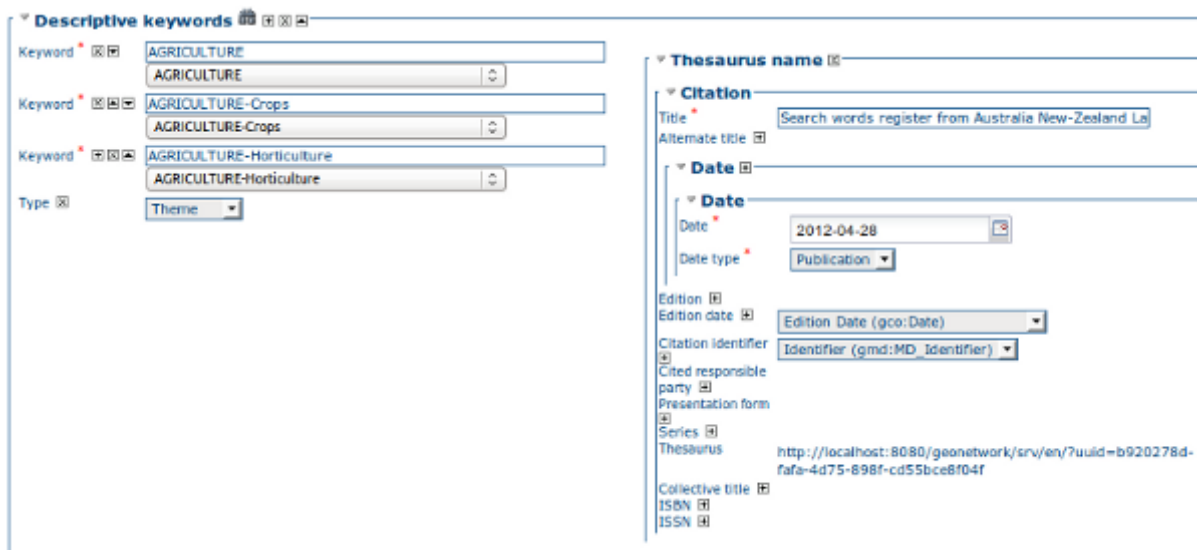 Descriptive keywords
Keyword *
AGRICULTURE
AGRICULTURE
Keyword *
AGRICULTURE-Crops
AGRICULTURE-Crops
Keyword *
AGRICULTURE-Horticulture
AGRICULTURE-Horticulture
Type
Theme
Thesaurus name
Citation
Title *
Search words register from Australia New-Zealand La
Alternate title
Date
Date
Date *
2012-04-28
Date type *
Publication
Edition
Edition date
Edition Date (gco:Date)
Citation identifier
Identifier (gmd:MD_Identifier)
Cited responsible
party
Presentation form
Series
Thesaurus
http://localhost:8080/geonetwork/srv/en/?uuid=b920278d-
fafa-4d75-898f-cd55bce8f04f
Collective title
ISBN
ISSN